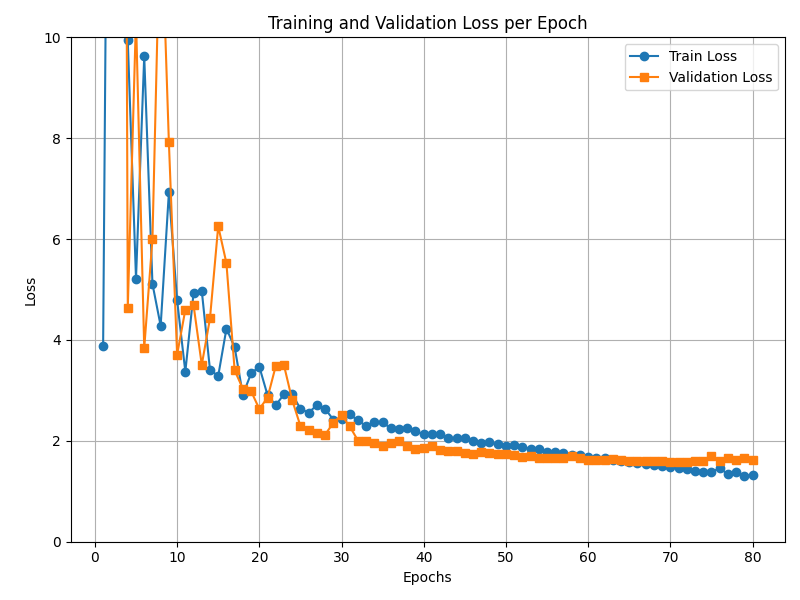 Training and Validation Loss per Epoch
Train Loss
Validation Loss
10
8
6
4
2
0
Loss
0 10 20 30 40 50 60 70 80
Epochs